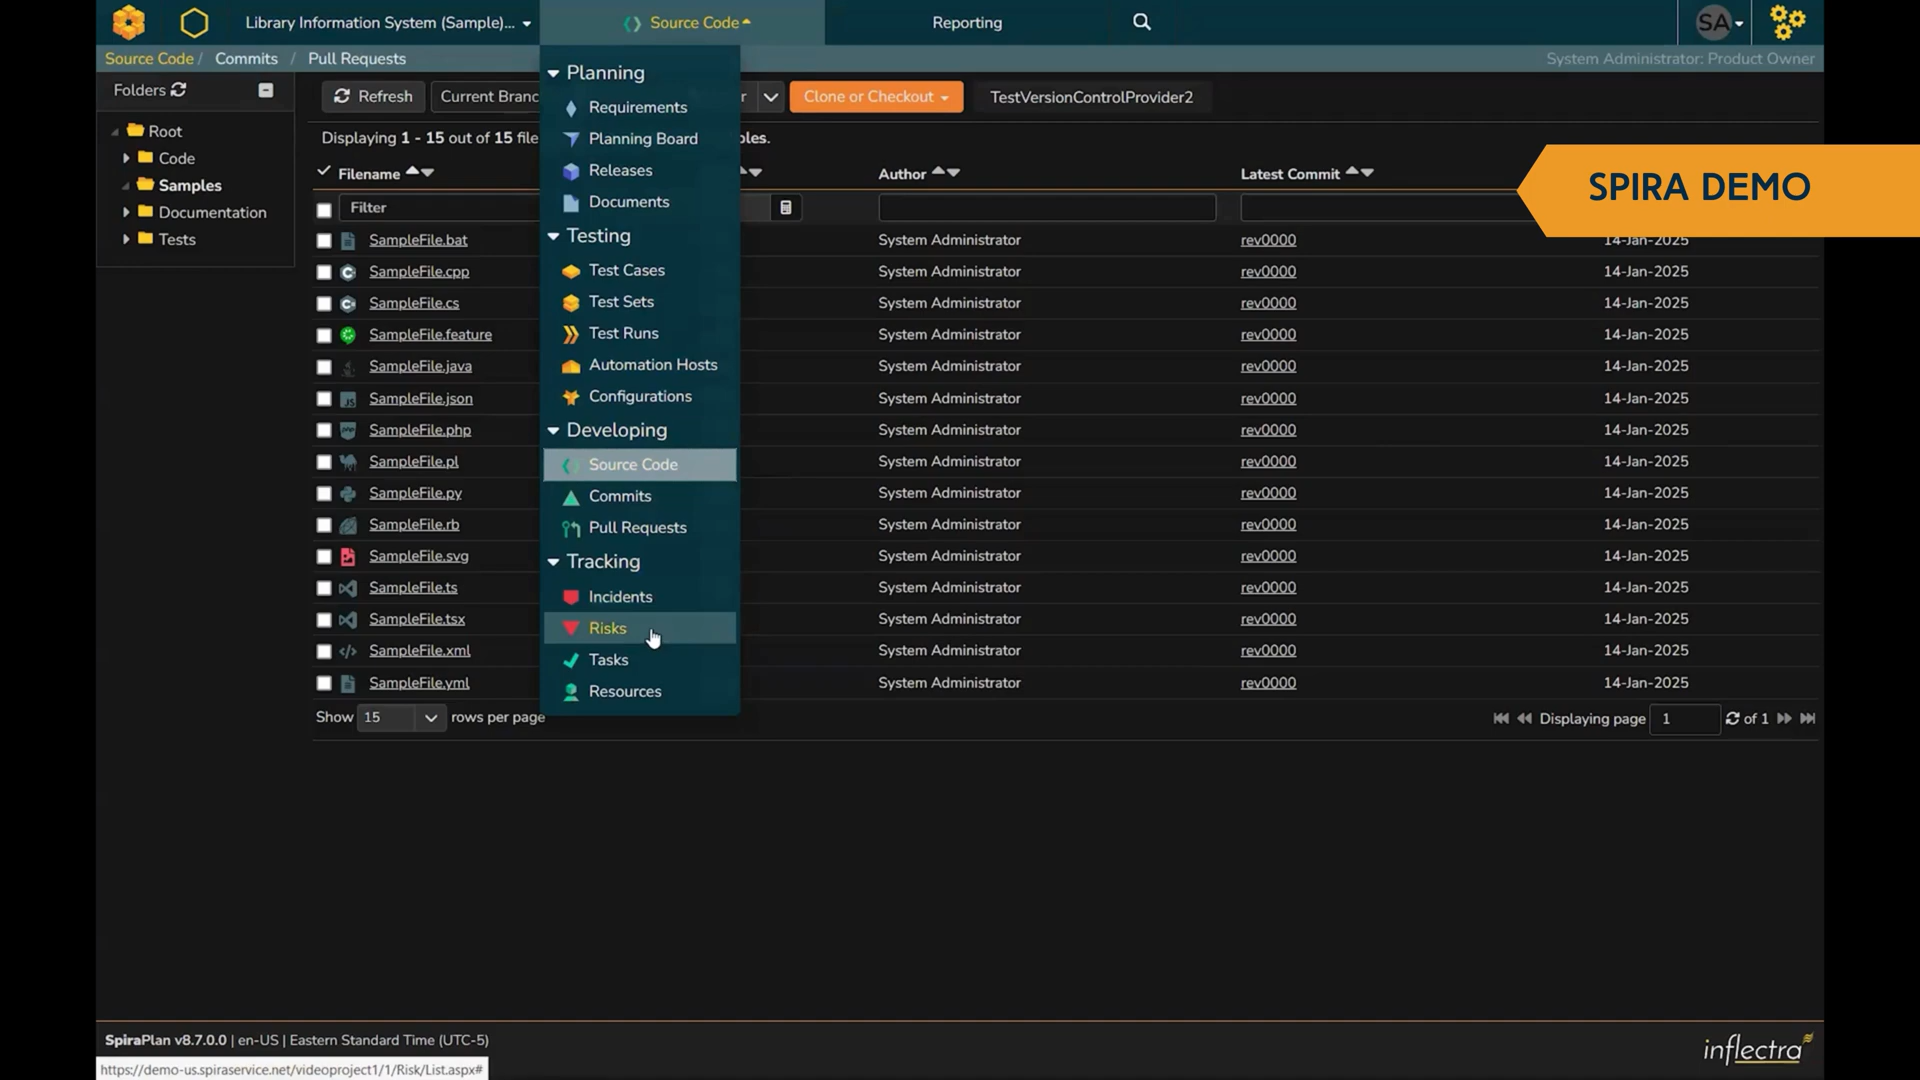 Library Information System (Sample)...
Source Code
Reporting
SA
Source Code / Commits / Pull Requests
System Administrator: Product Owner
Folders
Root
Code
Samples
Documentation
Tests
Refresh
Current Branc
r
Clone or Checkout
TestVersionControlProvider2
Displaying 1 - 15 out of 15 file
ples.
Filename
Author
Latest Commit
Filter
SampleFile.bat System Administrator rev0000 14-Jan-2025
SampleFile.cpp System Administrator rev0000 14-Jan-2025
SampleFile.cs System Administrator rev0000 14-Jan-2025
SampleFile.feature System Administrator rev0000 14-Jan-2025
SampleFile.java System Administrator rev0000 14-Jan-2025
SampleFile.json System Administrator rev0000 14-Jan-2025
SampleFile.php System Administrator rev0000 14-Jan-2025
SampleFile.pl System Administrator rev0000 14-Jan-2025
SampleFile.py System Administrator rev0000 14-Jan-2025
SampleFile.rb System Administrator rev0000 14-Jan-2025
SampleFile.svg System Administrator rev0000 14-Jan-2025
SampleFile.ts System Administrator rev0000 14-Jan-2025
SampleFile.tsx System Administrator rev0000 14-Jan-2025
SampleFile.xml System Administrator rev0000 14-Jan-2025
SampleFile.yml System Administrator rev0000 14-Jan-2025
Show 15 rows per page
Displaying page 1 of 1
Planning
Requirements
Planning Board
Releases
Documents
Testing
Test Cases
Test Sets
Test Runs
Automation Hosts
Configurations
Developing
Source Code
Commits
Pull Requests
Tracking
Incidents
Risks
Tasks
Resources
SPIRA DEMO
SpiraPlan v8.7.0.0 | en-US | Eastern Standard Time (UTC-5)
inflectra
https://demo-us.spiraservice.net/videoproject1/1/Risk/List.aspx#